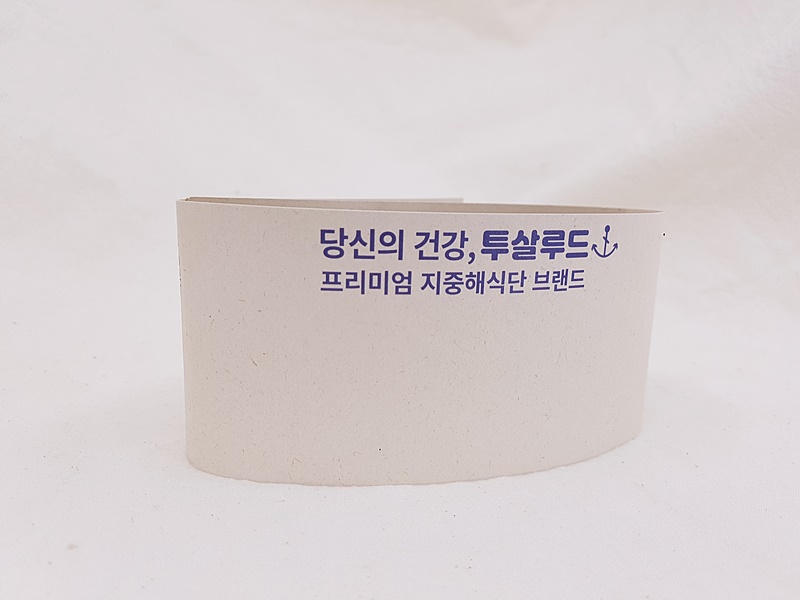 당신의 건강, 투살루드
프리미엄 지중해식단 브랜드